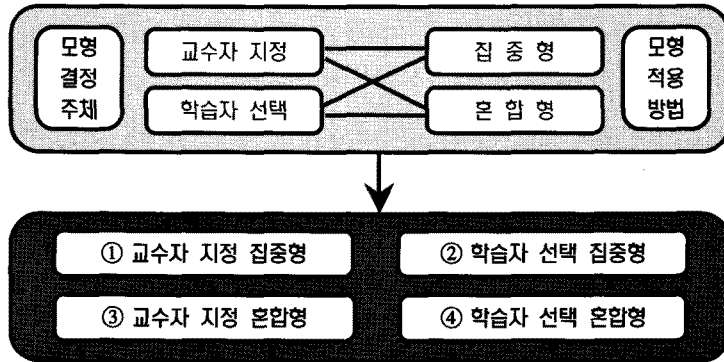 모형
결정
주체
교수자 지정
학습자 선택
집 중 형
혼 합 형
모형
적용
방법
① 교수자 지정 집중형
② 학습자 선택 집중형
③ 교수자 지정 혼합형
④ 학습자 선택 혼합형